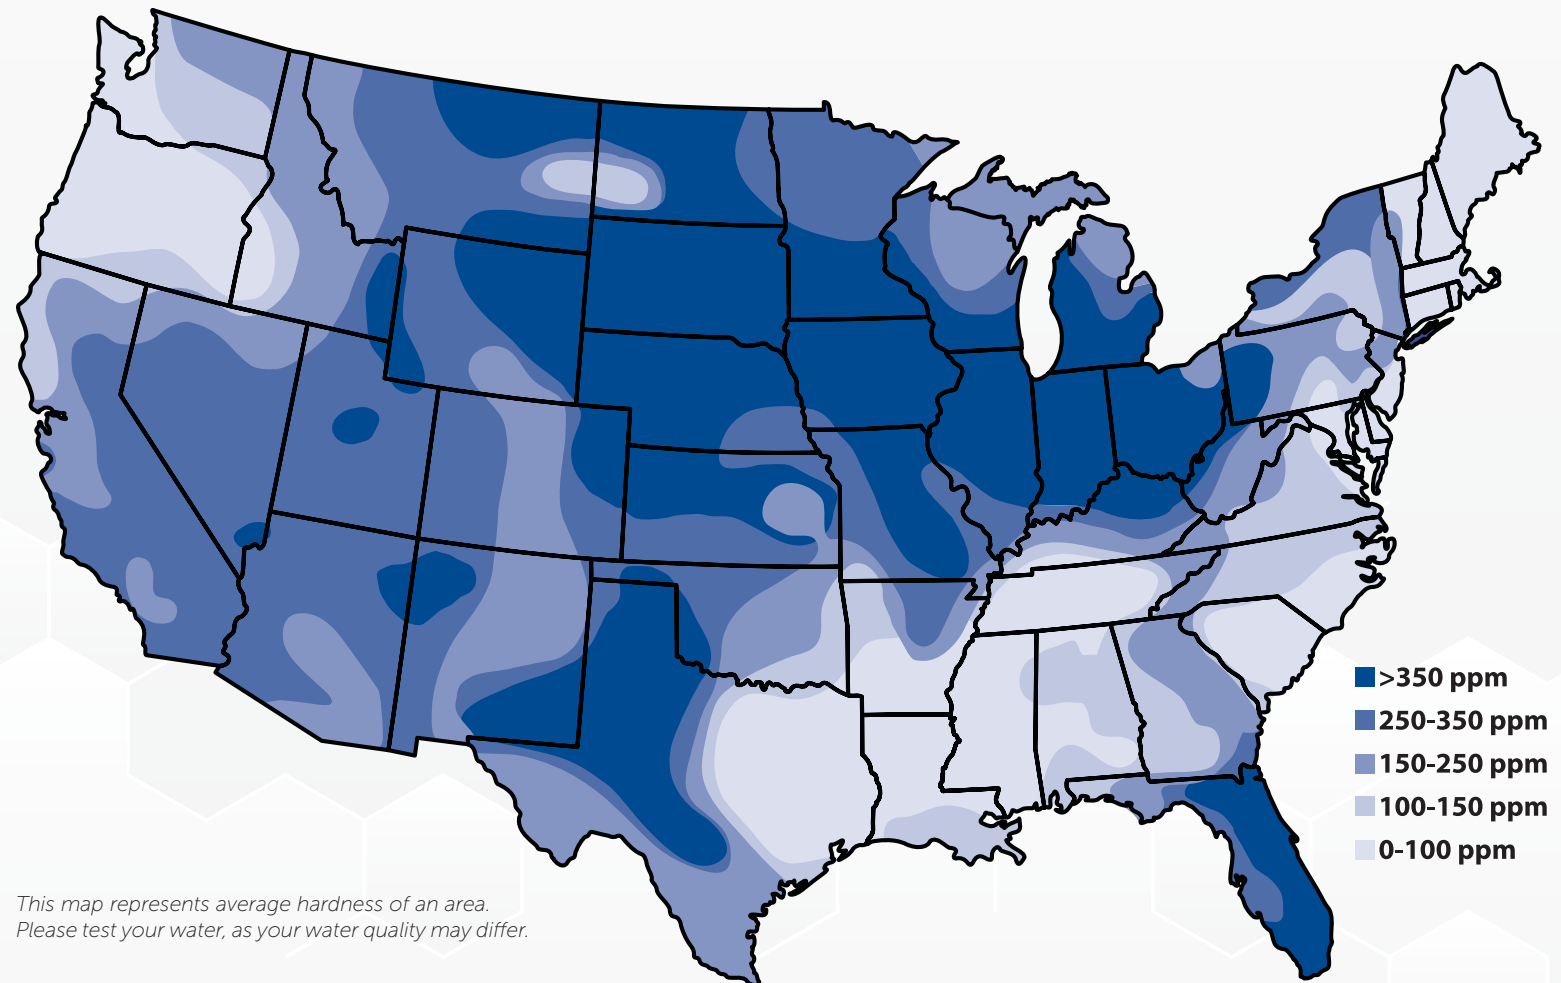 >350 ppm
250-350 ppm
150-250 ppm
100-150 ppm
0-100 ppm
This map represents average hardness of an area.
Please test your water, as your water quality may differ.